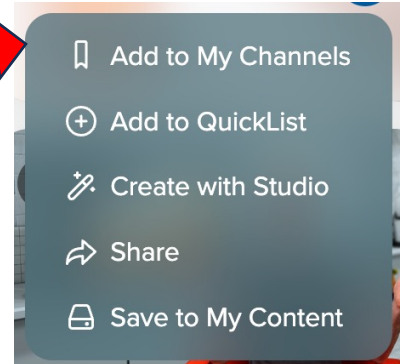 Add to My Channels
Add to QuickList
Create with Studio
Share
Save to My Content